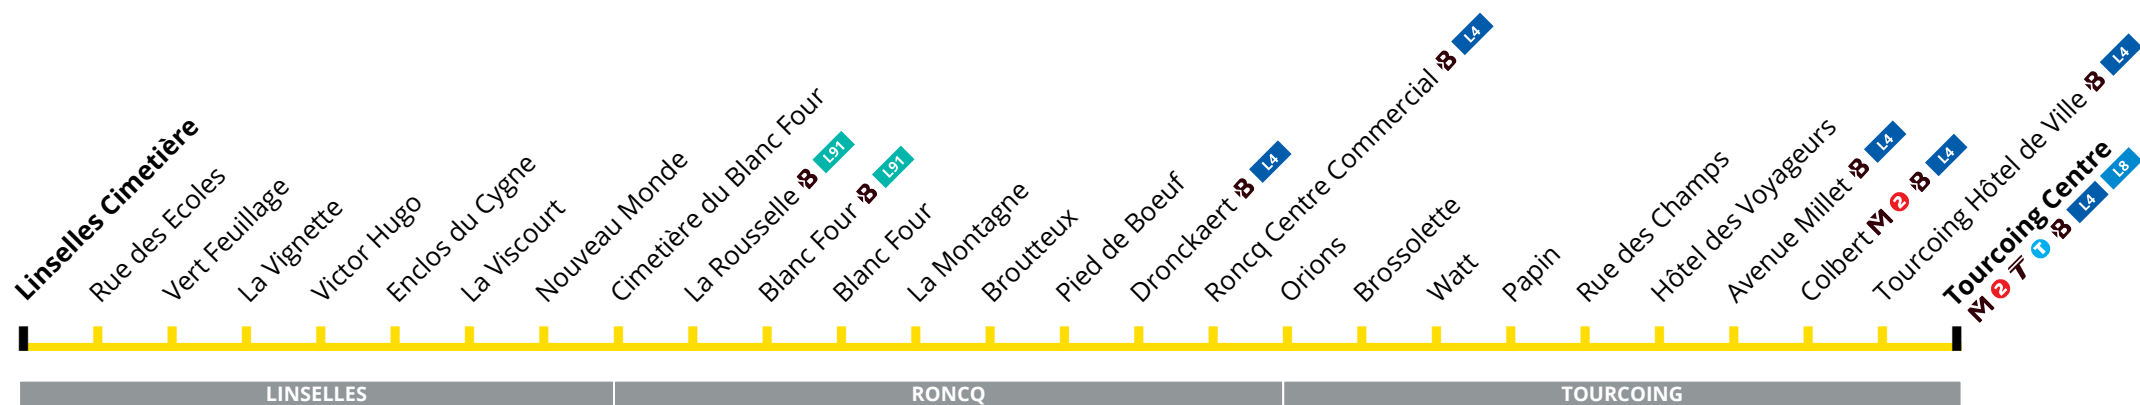 Linselles Cimetière
Rue des Ecoles
Vert Feuillage
La Vignette
Victor Hugo
Enclos du Cygne
La Viscourt
Nouveau Monde
Cimetière du Blanc Four
La Rousselle B L91
Blanc Four B L91
Blanc Four
La Montagne
Broutteux
Pied de Boeuf
Dronckaert B L4
Roncq Centre Commercial B L4
Orions
Brossolette
Watt
Papin
Rue des Champs
Hôtel des Voyageurs
Avenue Millet B L4
Colbert M 2 B L4
Tourcoing Hôtel de Ville B L4
Tourcoing Centre
M 2 T T B L4 L8
LINSELLES
RONCQ
TOURCOING